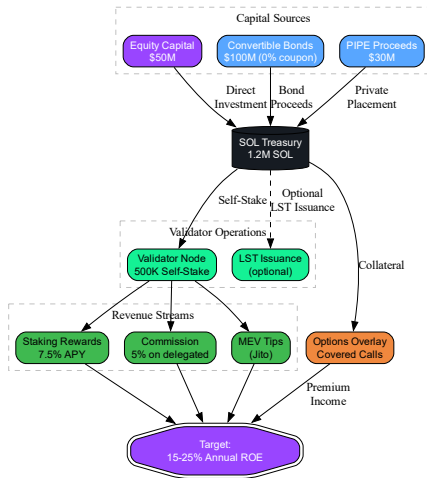 Capital Sources
Equity Capital
$50M
Convertible Bonds
$100M (0% coupon)
PIPE Proceeds
$30M
Direct
Investment
Bond
Proceeds
Private
Placement
SOL Treasury
1.2M SOL
Self-Stake
Optional
LST Issuance
Validator Operations
Validator Node
500K Self-Stake
LST Issuance
(optional)
Collateral
Revenue Streams
Staking Rewards
7.5% APY
Commission
5% on delegated
MEV Tips
(Jito)
Options Overlay
Covered Calls
Premium
Income
Target:
15-25% Annual ROE